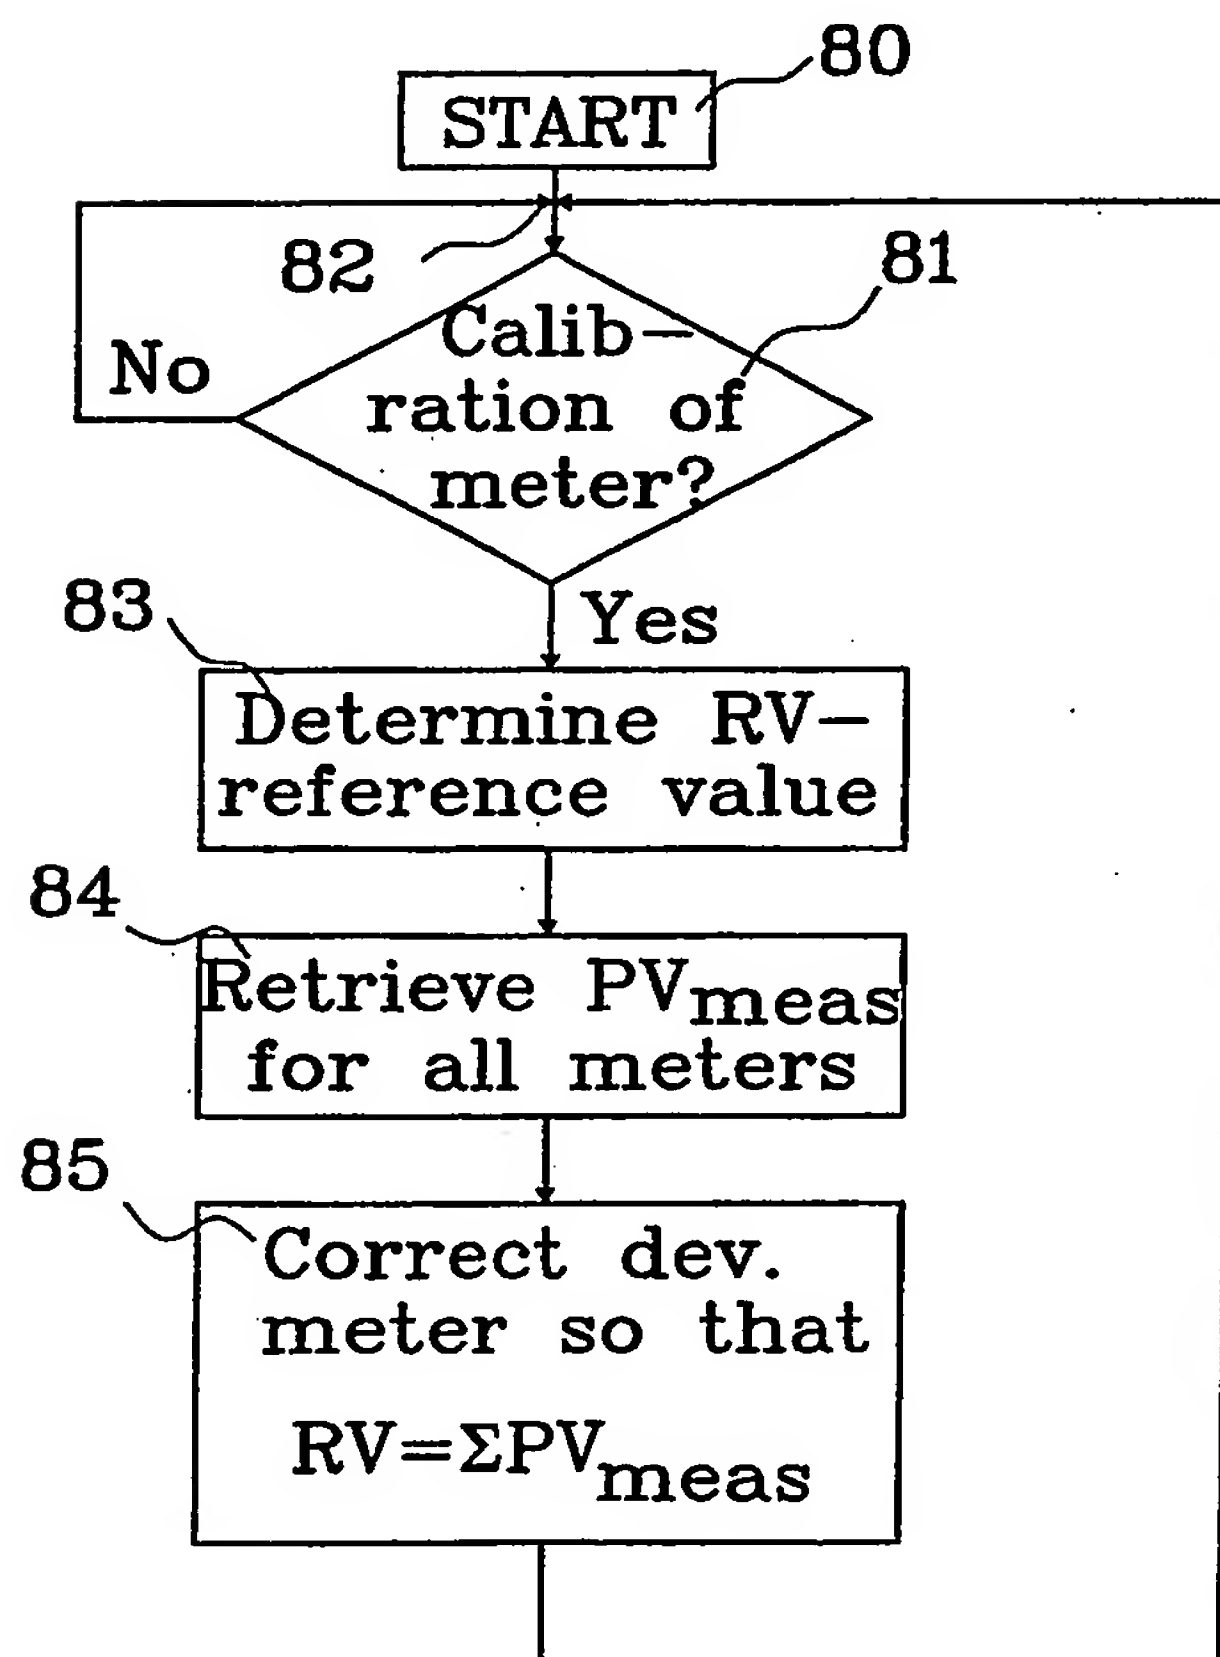 80
START
82
81
Calib-
ration of
meter?
No
Yes
83
Determine RV-
reference value
84
Retrieve PVmeas
for all meters
85
Correct dev.
meter so that
RV=ΣPVmeas